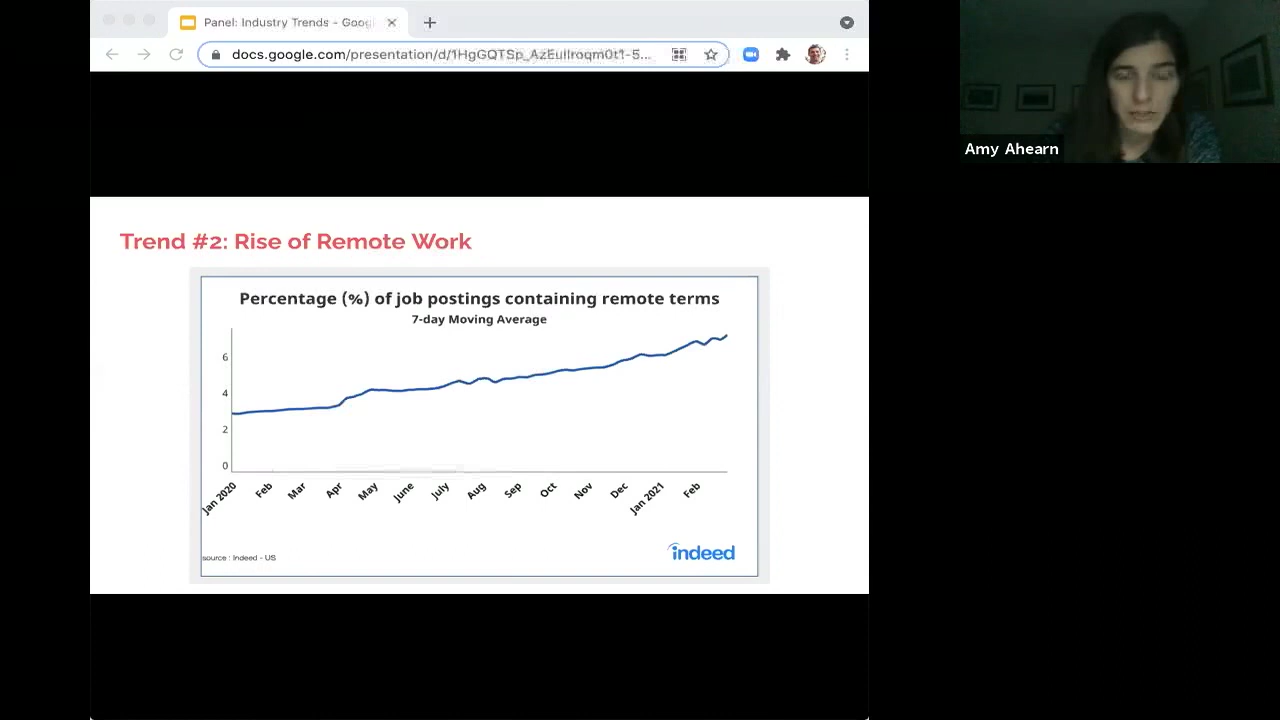 Panel: Industry Trends - Goog
docs.google.com/presentation/d/
Amy Ahearn
Trend #2: Rise of Remote Work
Percentage (%) of job postings containing remote terms
7-day Moving Average
6
4
2
0
Jan 2020 Feb Mar Apr May June July Aug Sep Oct Nov Dec Jan 2021 Feb
source : Indeed - US
indeed